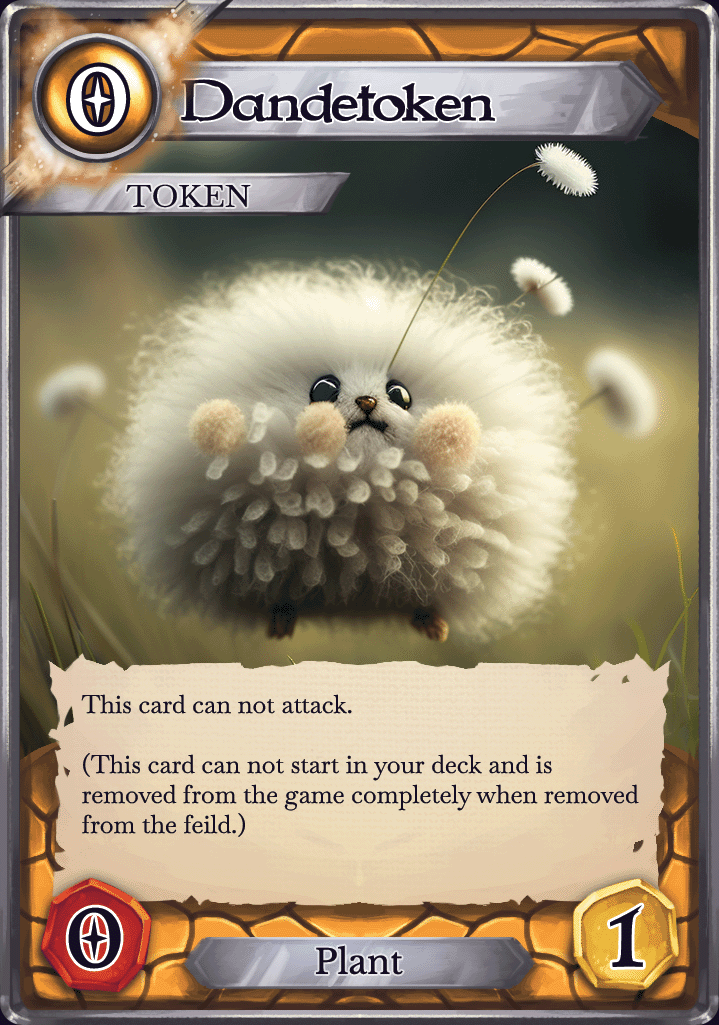 0
Dandetoken
TOKEN
This card can not attack.
(This card can not start in your deck and is
removed from the game completely when removed
from the feild.)
0
Plant
1